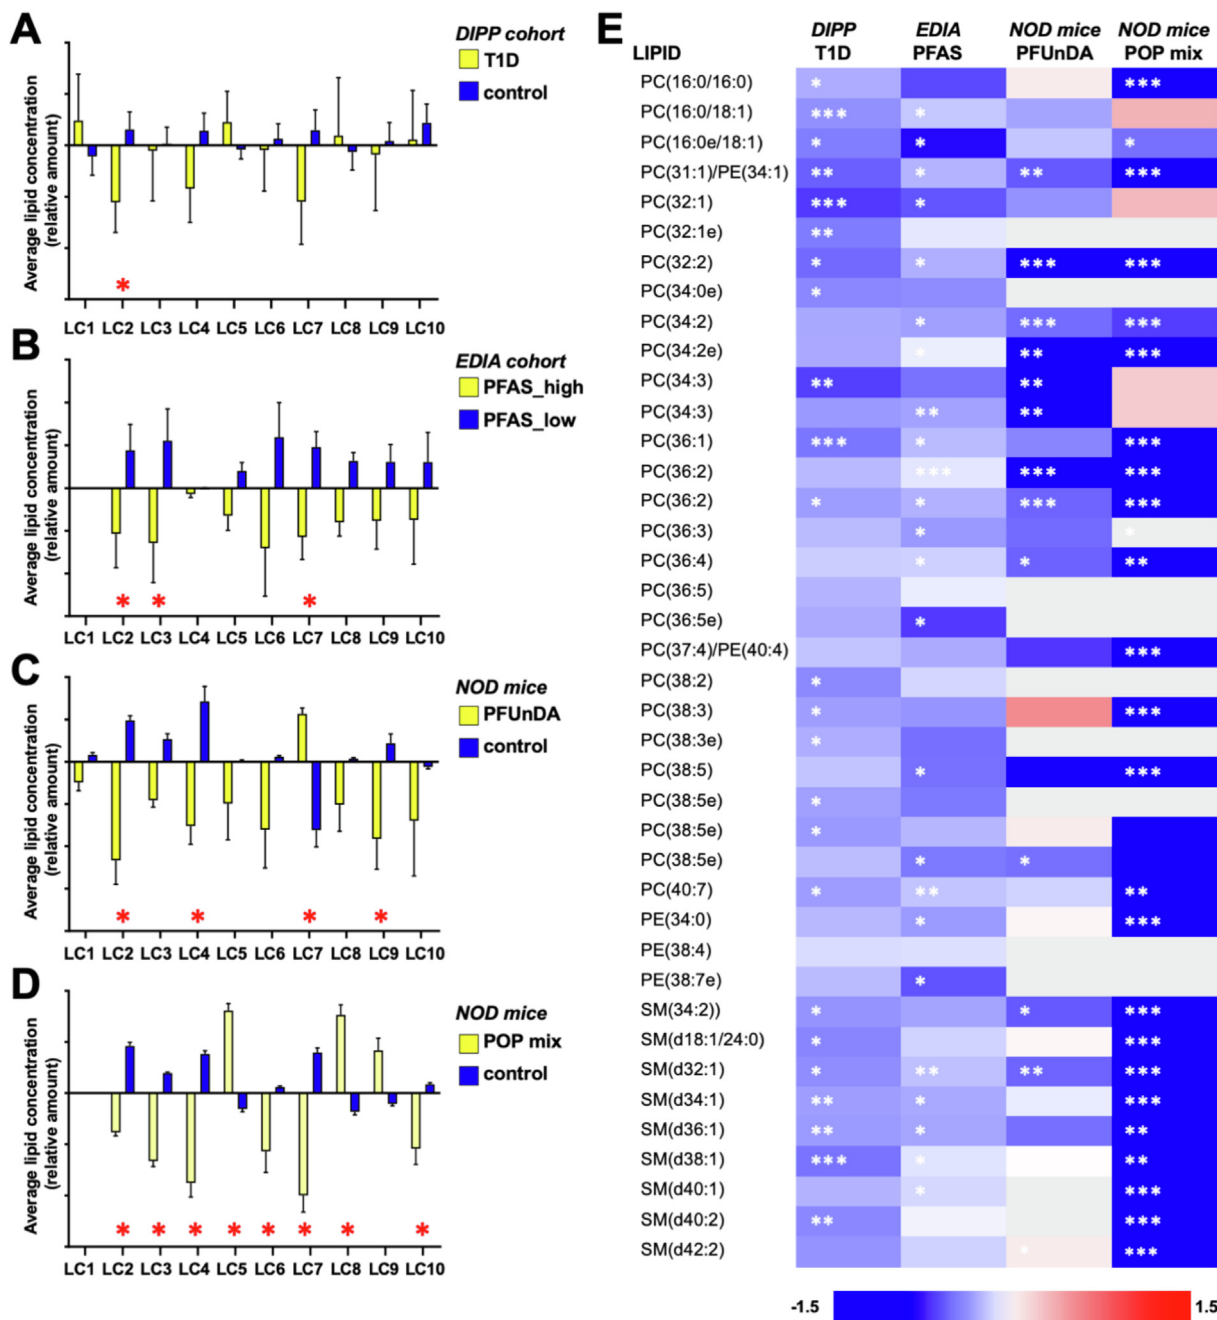 A
DIPP cohort
T1D
control
Average lipid concentration
(relative amount)
*
LC1 LC2 LC3 LC4 LC5 LC6 LC7 LC8 LC9 LC10
B
EDIA cohort
PFAS_high
PFAS_low
Average lipid concentration
(relative amount)
* * *
LC1 LC2 LC3 LC4 LC5 LC6 LC7 LC8 LC9 LC10
C
NOD mice
PFUnDA
control
Average lipid concentration
(relative amount)
* * * *
LC1 LC2 LC3 LC4 LC5 LC6 LC7 LC8 LC9 LC10
D
NOD mice
POP mix
control
Average lipid concentration
(relative amount)
* * * * * * * *
LC1 LC2 LC3 LC4 LC5 LC6 LC7 LC8 LC9 LC10
E
DIPP EDIA NOD mice NOD mice
LIPID T1D PFAS PFUnDA POP mix
PC(16:0/16:0) * ***
PC(16:0/18:1) *** *
PC(16:0e/18:1) * * *
PC(31:1)/PE(34:1) ** * ** ***
PC(32:1) *** *
PC(32:1e) **
PC(32:2) * * *** ***
PC(34:0e) *
PC(34:2) * *** ***
PC(34:2e) * ** ***
PC(34:3) ** **
PC(34:3) ** **
PC(36:1) *** * ***
PC(36:2) *** *** ***
PC(36:2) * * *** ***
PC(36:3) * *
PC(36:4) * * **
PC(36:5)
PC(36:5e) *
PC(37:4)/PE(40:4) ***
PC(38:2) *
PC(38:3) * ***
PC(38:3e) *
PC(38:5) * ***
PC(38:5e) *
PC(38:5e) *
PC(38:5e) * *
PC(40:7) * ** **
PE(34:0) * ***
PE(38:4)
PE(38:7e) *
SM(34:2)) * * ***
SM(d18:1/24:0) * ***
SM(d32:1) * ** ** ***
SM(d34:1) ** * ***
SM(d36:1) ** * **
SM(d38:1) *** * **
SM(d40:1) * ***
SM(d40:2) ** ***
SM(d42:2) * ***
-1.5 1.5